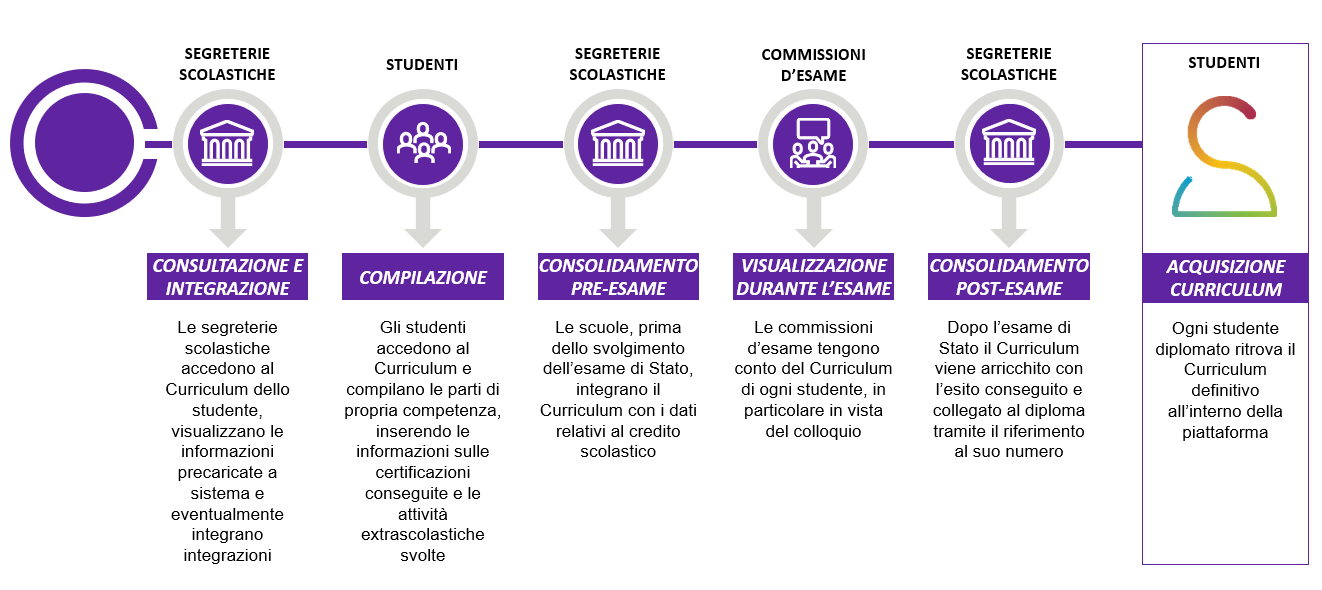 SEGRETERIE
SCOLASTICHE
CONSULTAZIONE E
INTEGRAZIONE
Le segreterie
scolastiche
accedono al
Curriculum dello
studente,
visualizzano le
informazioni
precaricate a
sistema e
eventualmente
integrano
integrazioni
STUDENTI
COMPILAZIONE
Gli studenti
accedono al
Curriculum e
compilano le parti di
propria competenza,
inserendo le
informazioni sulle
certificazioni
conseguite e le
attività
extrascolastiche
svolte
SEGRETERIE
SCOLASTICHE
CONSOLIDAMENTO
PRE-ESAME
Le scuole, prima
dello svolgimento
dell’esame di Stato,
integrano il
Curriculum con i dati
relativi al credito
scolastico
COMMISSIONI
D’ESAME
VISUALIZZAZIONE
DURANTE L’ESAME
Le commissioni
d’esame tengono
conto del Curriculum
di ogni studente, in
particolare in vista
del colloquio
SEGRETERIE
SCOLASTICHE
CONSOLIDAMENTO
POST-ESAME
Dopo l’esame di
Stato il Curriculum
viene arricchito con
l’esito conseguito e
collegato al diploma
tramite il riferimento
al suo numero
STUDENTI
ACQUISIZIONE
CURRICULUM
Ogni studente
diplomato ritrova il
Curriculum
definitivo
all’interno della
piattaforma